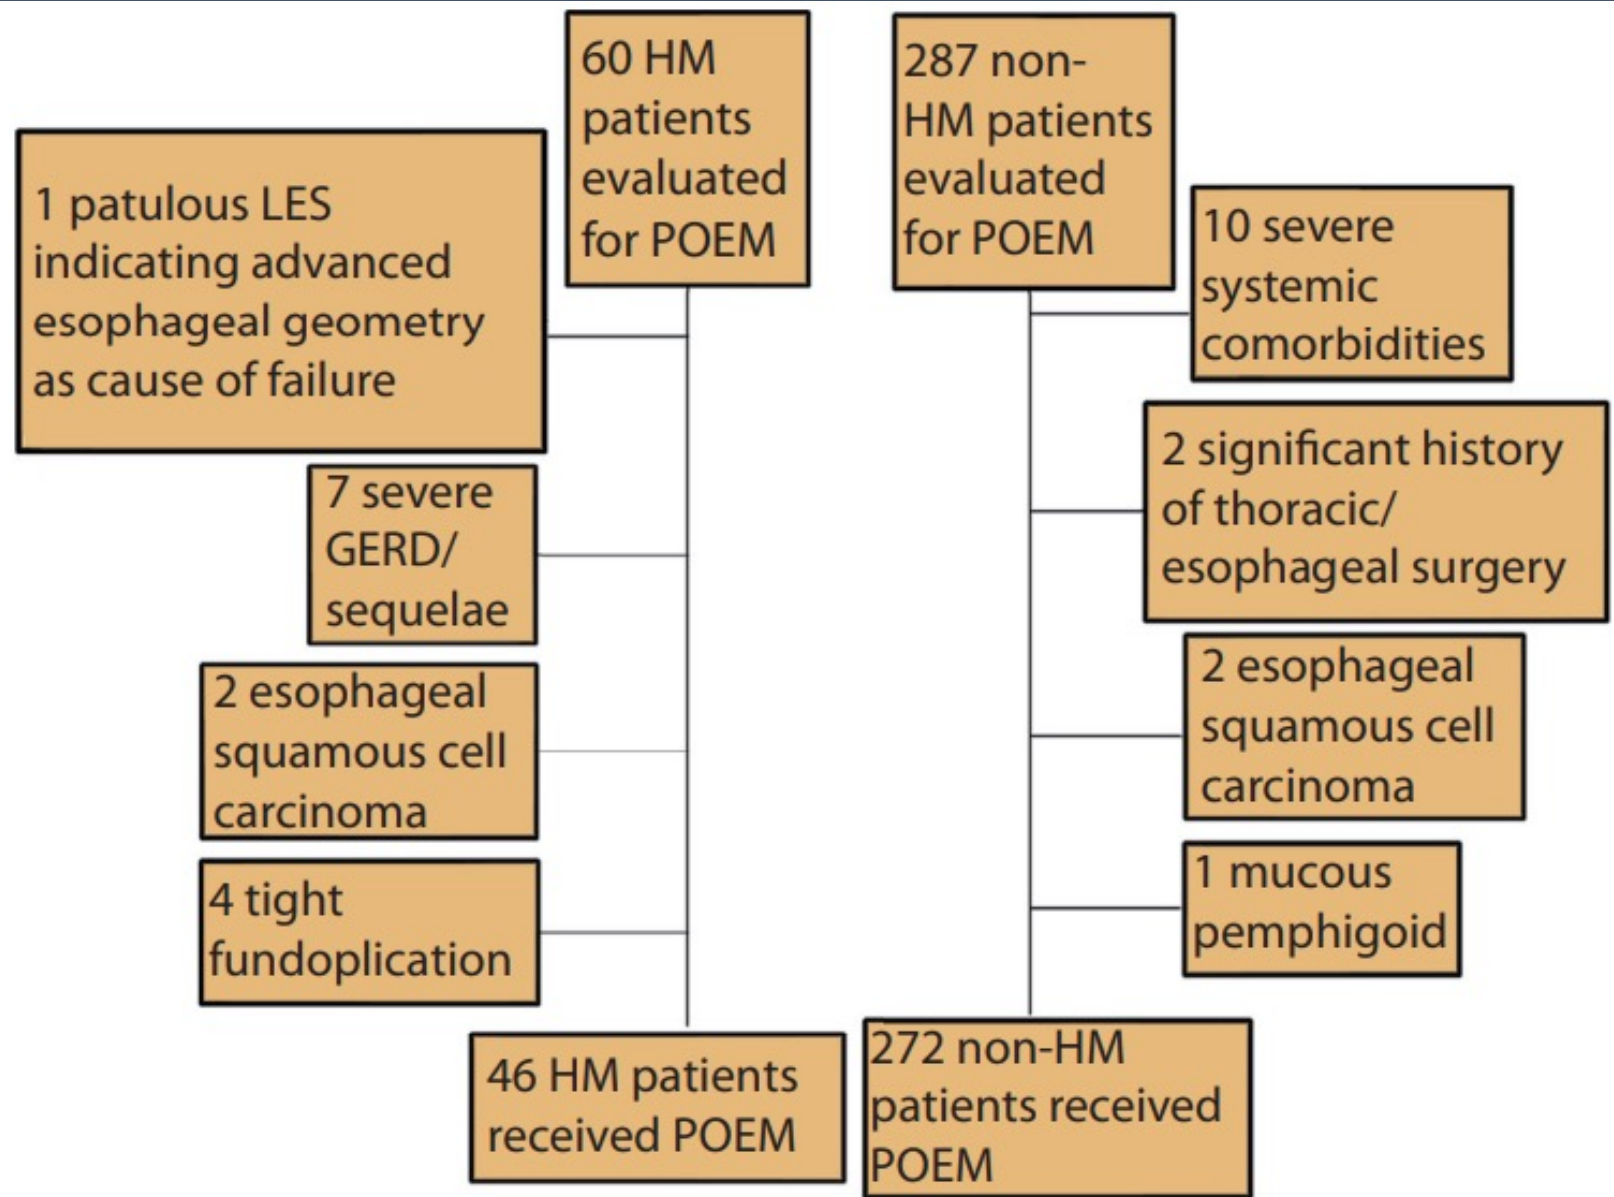 60 HM
patients
evaluated
for POEM
1 patulous LES
indicating advanced
esophageal geometry
as cause of failure
7 severe
GERD/
sequelae
2 esophageal
squamous cell
carcinoma
4 tight
fundoplication
46 HM patients
received POEM
287 non-
HM patients
evaluated
for POEM
10 severe
systemic
comorbidities
2 significant history
of thoracic/
esophageal surgery
2 esophageal
squamous cell
carcinoma
1 mucous
pemphigoid
272 non-HM
patients received
POEM